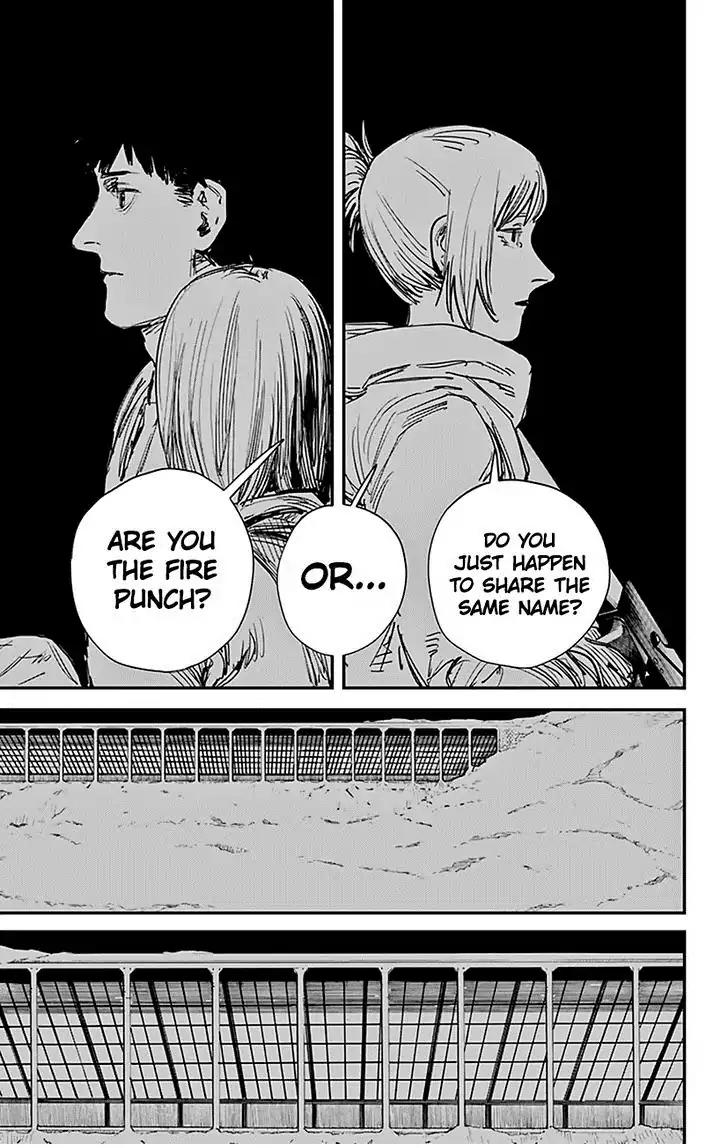 ARE YOU
THE FIRE
PUNCH?
OR...
DO YOU
JUST HAPPEN
TO SHARE THE
SAME NAME?